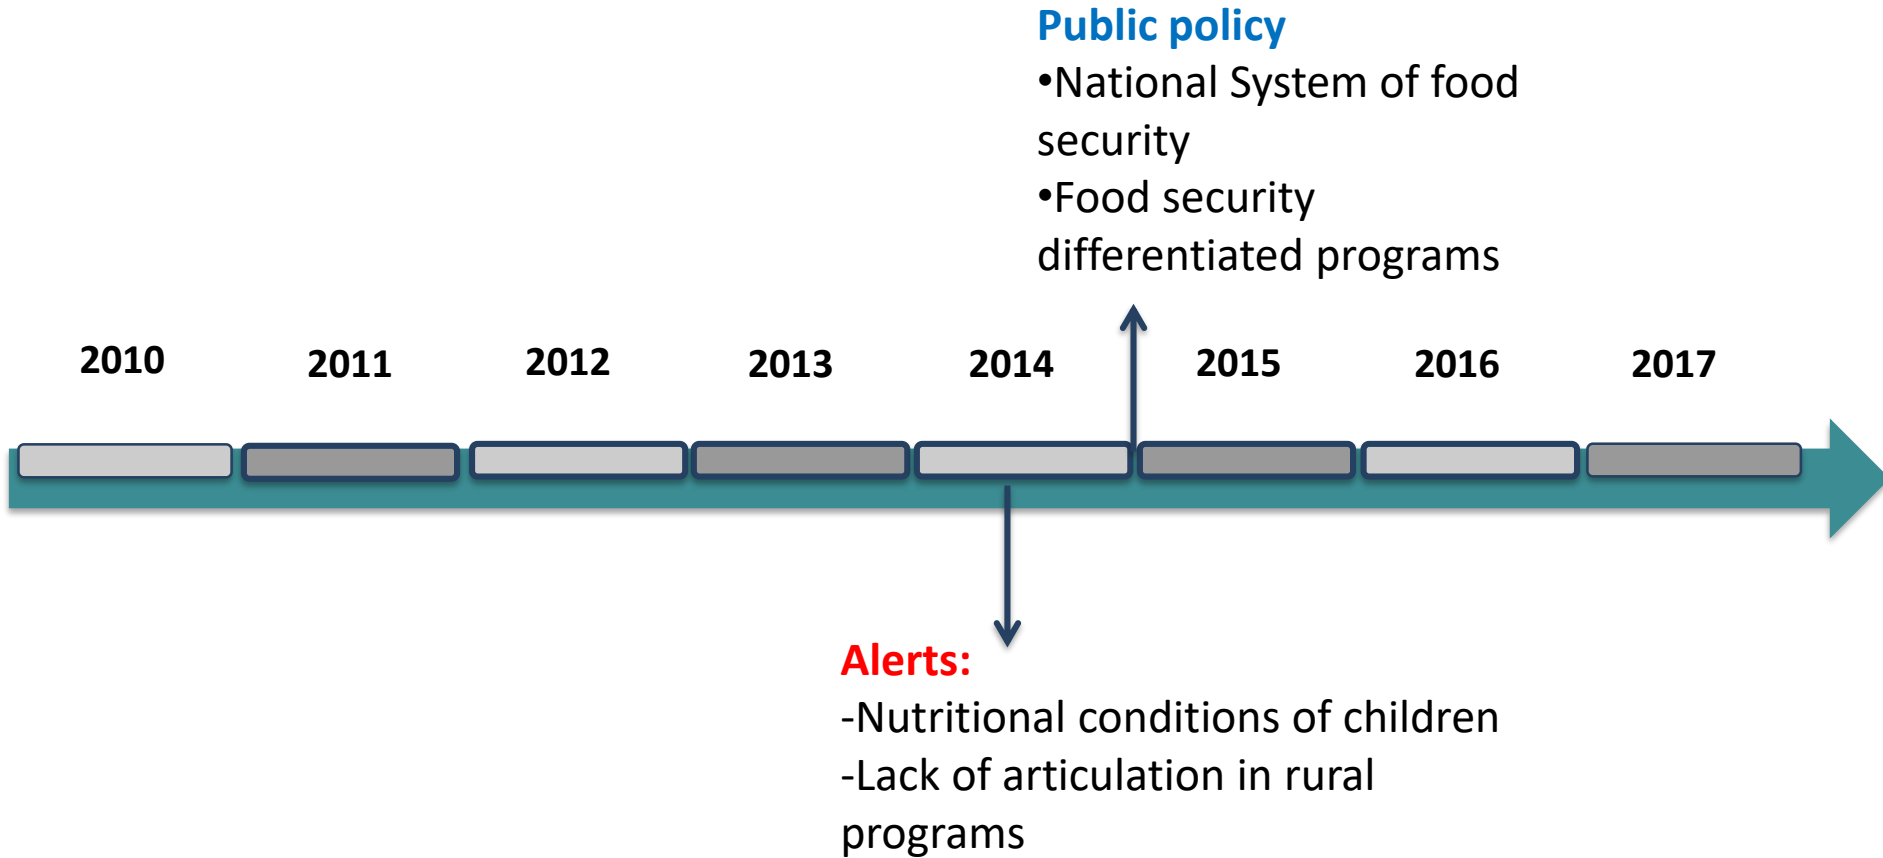 Public policy
•National System of food
security
•Food security
differentiated programs
2010 2011 2012 2013 2014 2015 2016 2017
Alerts:
-Nutritional conditions of children
-Lack of articulation in rural
programs